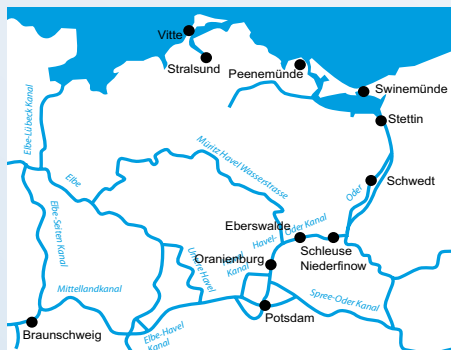 Vitte
Stralsund
Peenemünde
Swinemünde
Stettin
Elbe-Lübeck Kanal
Müritz Havel Wasserstrasse
Elbe
Oder
Schwedt
Elbe-Seiten Kanal
Eberswalde
Havel-Oder Kanal
Kanal
Oranienburg
Schleuse
Niederfinow
Untere Havel
Mittellandkanal
Spree-Oder Kanal
Potsdam
Braunschweig
Elbe-Havel
Kanal